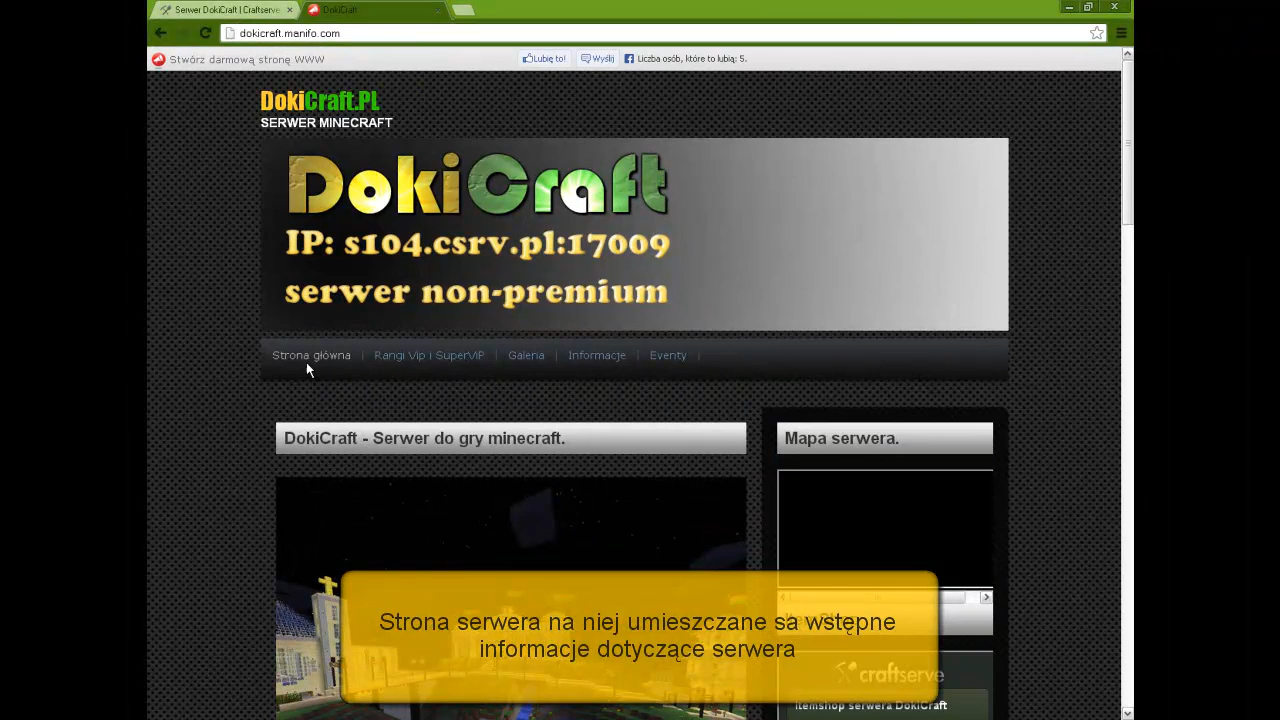 Serwer DokiCraft | Craftserve
DokiCraft
dokicraft.manifo.com
Stwórz darmową stronę WWW
Lubię to!
Wyślij
Liczba osób, które to lubią: 5.
DokiCraft.PL
SERWER MINECRAFT
DokiCraft
IP: s104.csrv.pl:17009
serwer non-premium
Strona główna | Rangi Vip i SuperVIP | Galeria | Informacje | Eventy |
DokiCraft - Serwer do gry minecraft.
Mapa serwera.
Strona serwera na niej umieszczane sa wstępne
informacje dotyczące serwera
craftserve
Itemshop serwera DokiCraft